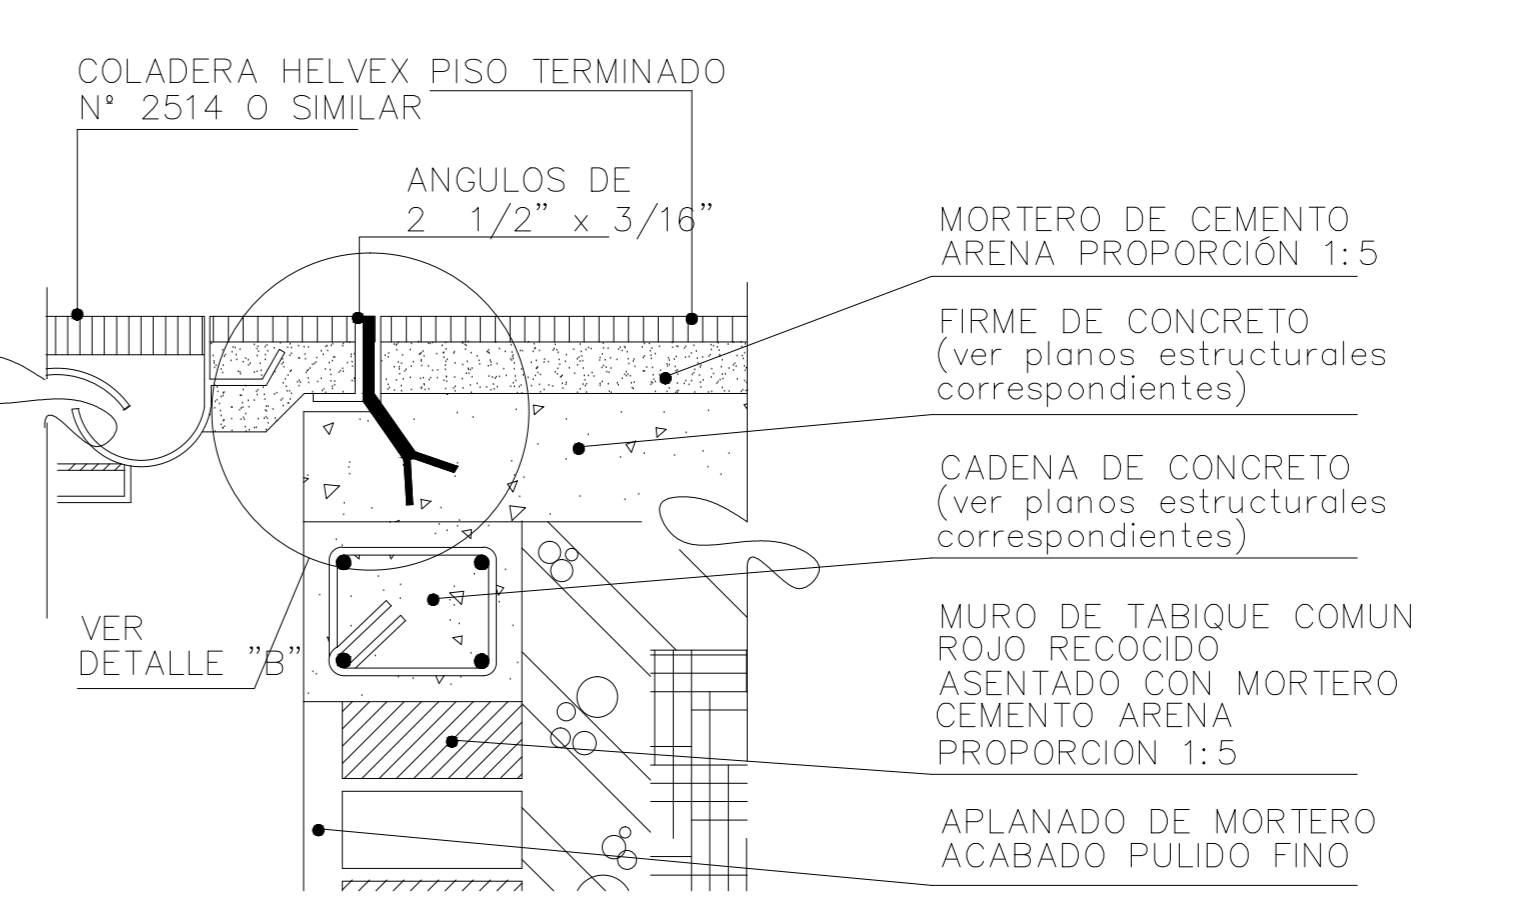 COLADERA HELVEX
Nº 2514 O SIMILAR
PISO TERMINADO
ANGULOS DE
2 1/2” x 3/16”
MORTERO DE CEMENTO
ARENA PROPORCIÓN 1:5
FIRME DE CONCRETO
(ver planos estructurales
correspondientes)
CADENA DE CONCRETO
(ver planos estructurales
correspondientes)
VER
DETALLE ”B”
MURO DE TABIQUE COMUN
ROJO RECOCIDO
ASENTADO CON MORTERO
CEMENTO ARENA
PROPORCION 1:5
APLANADO DE MORTERO
ACABADO PULIDO FINO